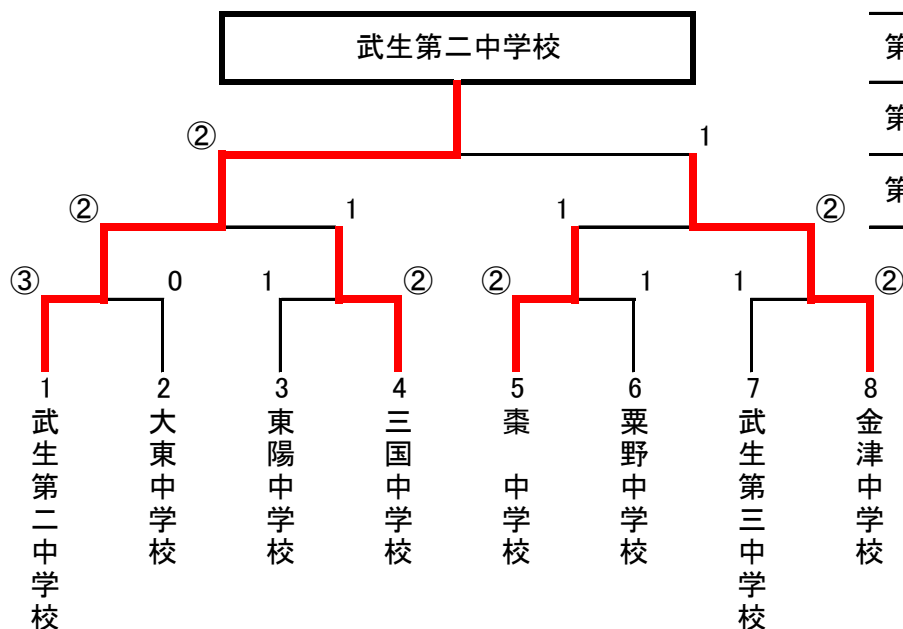 武生第二中学校
第
第
第
② 1
② 1 1 ②
③ 0 1 ② ② 1 1 ②
1 2 3 4 5 6 7 8
武生第二中学校
大東中学校
東陽中学校
三国中学校
棗 中学校
粟野中学校
武生第三中学校
金津中学校